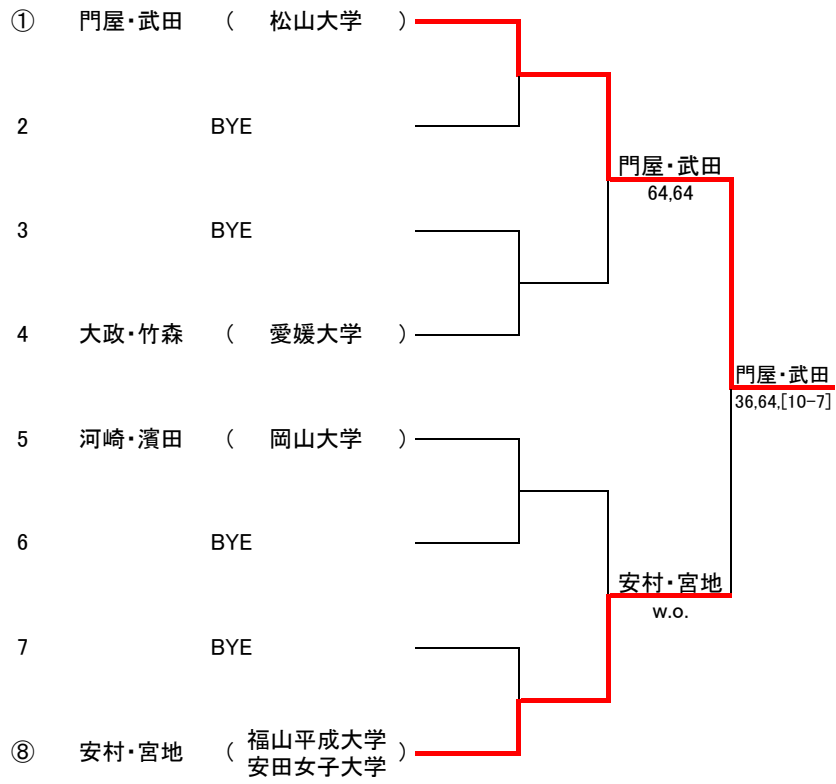 ① 門屋・武田 ( 松山大学 )
2 BYE
門屋・武田
64,64
3 BYE
4 大政・竹森 ( 愛媛大学 )
門屋・武田
36,64,[10-7]
5 河崎・濱田 ( 岡山大学 )
6 BYE
安村・宮地
w.o.
7 BYE
⑧ 安村・宮地 ( 福山平成大学
安田女子大学 )